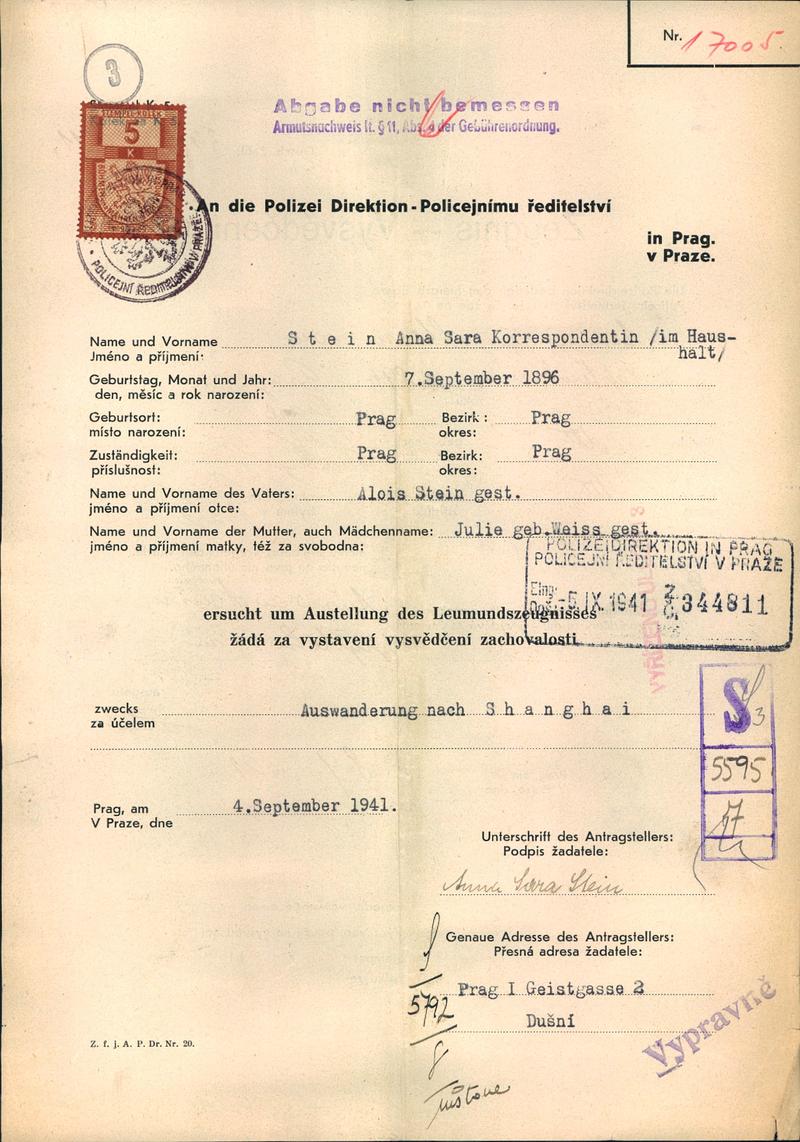 Nr. 17005
3
5
K
Abgabe nicht bemessen
Armutsnachweis lt. § 11, Abs. 4 der Gebührenordnung.
An die Polizei Direktion - Policejnímu ředitelství
in Prag.
v Praze.
POLICEJNÍ ŘEDITELSTVÍ V PRAZE
Name und Vorname Stein Anna Sara Korrespondentin /im Haus-
Jméno a příjmení: halt/
Geburtstag, Monat und Jahr: 7.September 1896
den, měsíc a rok narození:
Geburtsort: Prag Bezirk: Prag
místo narození: okres:
Zuständigkeit: Prag Bezirk: Prag
příslušnost: okres:
Name und Vorname des Vaters: Alois Stein gest.
jméno a příjmení otce:
Name und Vorname der Mutter, auch Mädchenname: Julie geb.Weiss gest.
jméno a příjmení matky, též za svobodna:
POLIZEIDIREKTION IN PRAG
POLICEJNÍ ŘEDITELSTVÍ V PRAZE
Eing:
-5.IX.1941 344811
ersucht um Austellung des Leumundszeugnisses
žádá za vystavení vysvědčení zachovalosti
VYŘÍZENO
S
3
zwecks Auswanderung nach Shanghai
za účelem
5595
Prag, am 4.September 1941.
V Praze, dne
Unterschrift des Antragstellers:
Podpis žadatele:
Anna Sara Stein
Genaue Adresse des Antragstellers:
Přesná adresa žadatele:
Prag I Geistgasse 2
5792
Dušní
Vypravně
Z. f. j. A. P. Dr. Nr. 20.